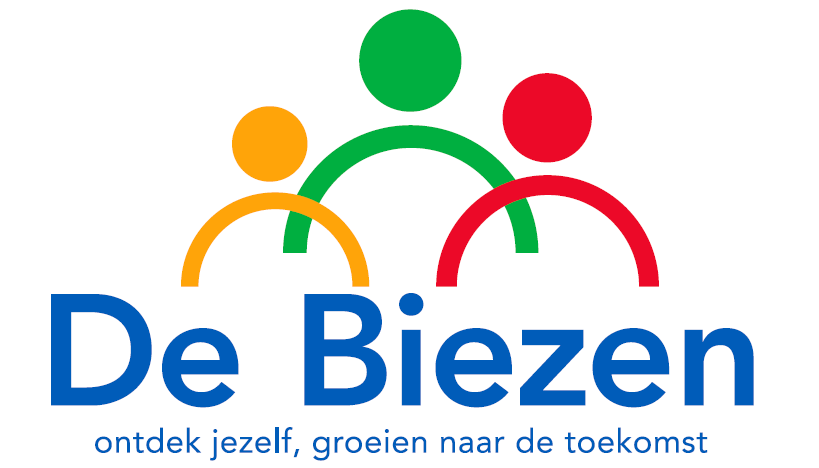 De Biezen
ontdek jezelf, groeien naar de toekomst